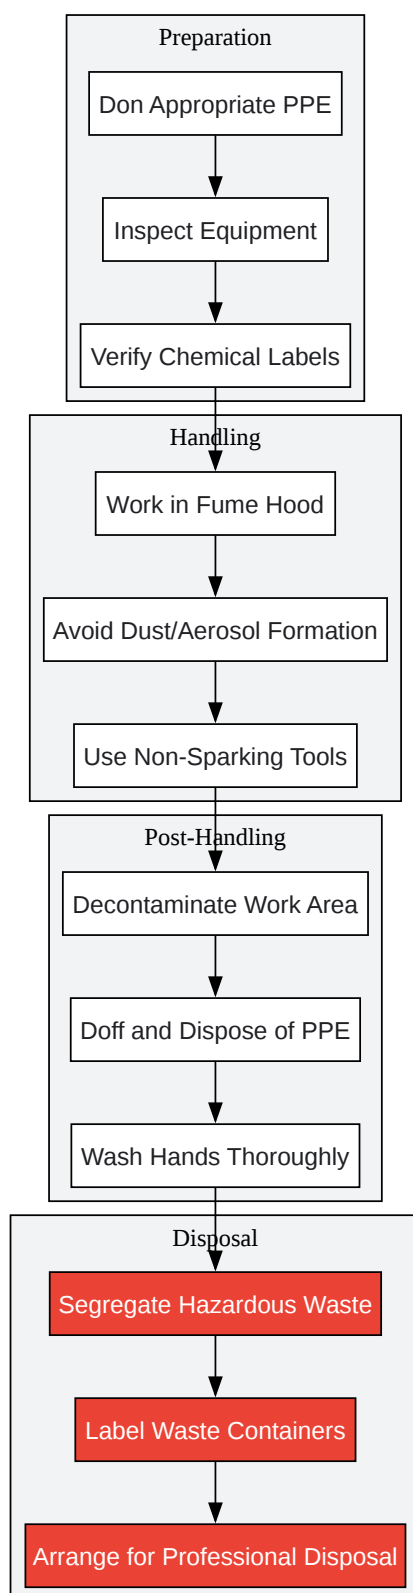 Preparation
Don Appropriate PPE
Inspect Equipment
Verify Chemical Labels
Handling
Work in Fume Hood
Avoid Dust/Aerosol Formation
Use Non-Sparking Tools
Post-Handling
Decontaminate Work Area
Doff and Dispose of PPE
Wash Hands Thoroughly
Disposal
Segregate Hazardous Waste
Label Waste Containers
Arrange for Professional Disposal